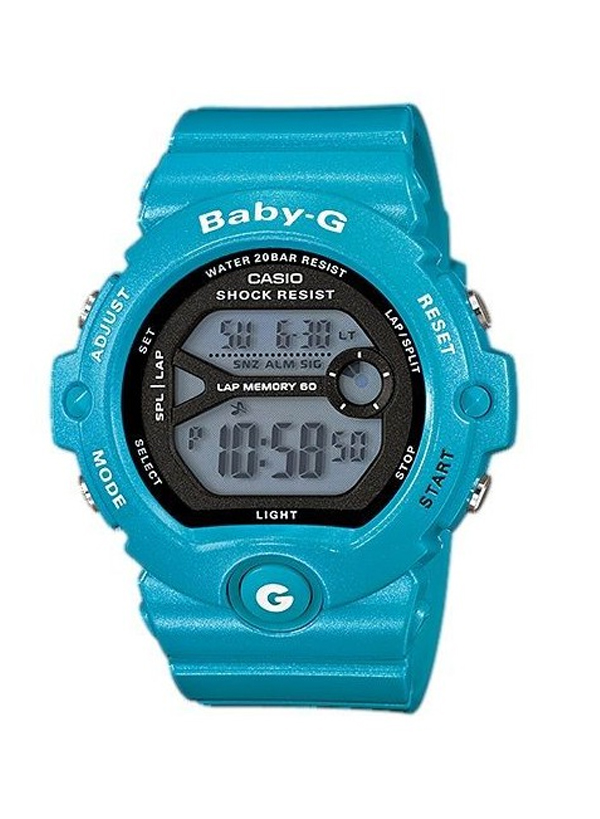 Baby-G
WATER 20BAR RESIST
CASIO
SHOCK RESIST
ADJUST
SET
SPL | LAP
SELECT
MODE
RESET
LAP/SPLIT
SU 6-30 LT
SNZ ALM SIG
LAP MEMORY 60
P 10:58 50
STOP
START
LIGHT
G